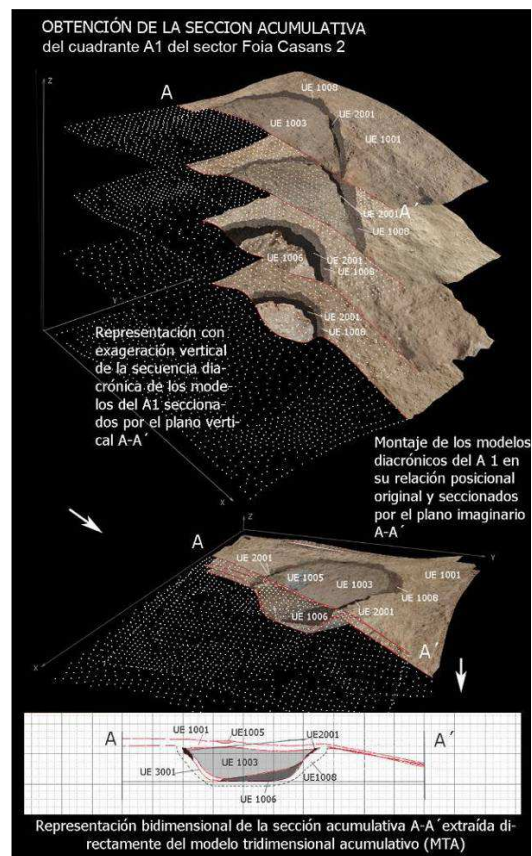 OBTENCIÓN DE LA SECCION ACUMULATIVA
del cuadrante A1 del sector Foia Casans 2
Z
A
UE 1008
UE 2001
UE 1003
UE 1001
UE 2001
A´
UE 1008
UE 2001
UE 1006
UE 1008
UE 2001
UE 1008
Y
Representación con
exageración vertical
de la secuencia dia-
crónica de los mode-
los del A1 secciona-
dos por el plano verti-
cal A-A´
X
Montaje de los modelos
diacrónicos del A 1 en
su relación posicional
original y seccionados
por el plano imaginario
A-A´
Z
A
Y
UE 2001
UE 1001
UE 1005
UE 1003
UE 1008
UE 2001
UE 1006
A´
X
A
UE 1001
UE1005
UE2001
A´
UE 1003
UE 3001
UE1008
UE 1006
Representación bidimensional de la sección acumulativa A-A´extraída di-
rectamente del modelo tridimensional acumulativo (MTA)